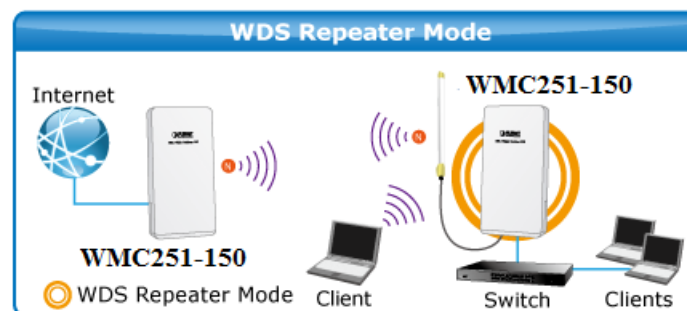 WDS Repeater Mode
Internet
WMC251-150
N
N
WMC251-150
WDS Repeater Mode
Client
Switch
Clients